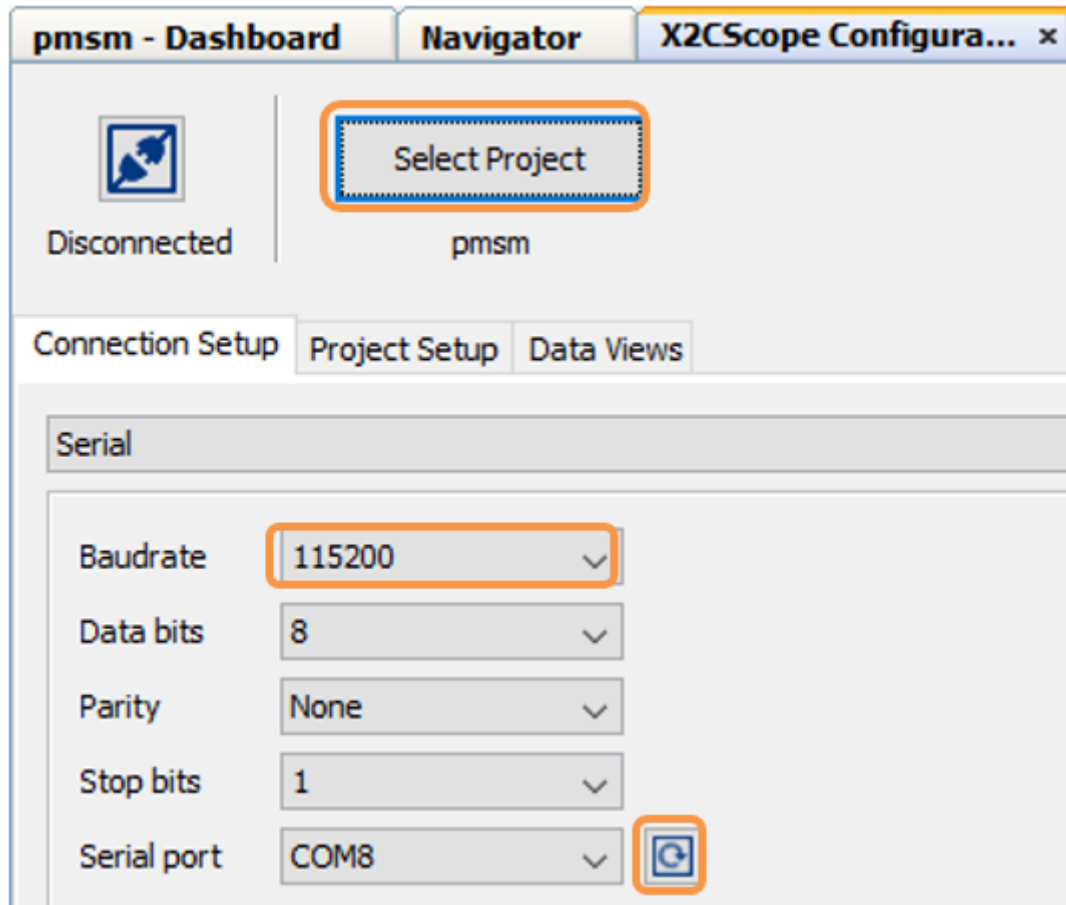 pmsm - Dashboard Navigator X2CScope Configura... ×
Select Project
Disconnected pmsm
Connection Setup Project Setup Data Views
Serial
Baudrate 115200
Data bits 8
Parity None
Stop bits 1
Serial port COM8